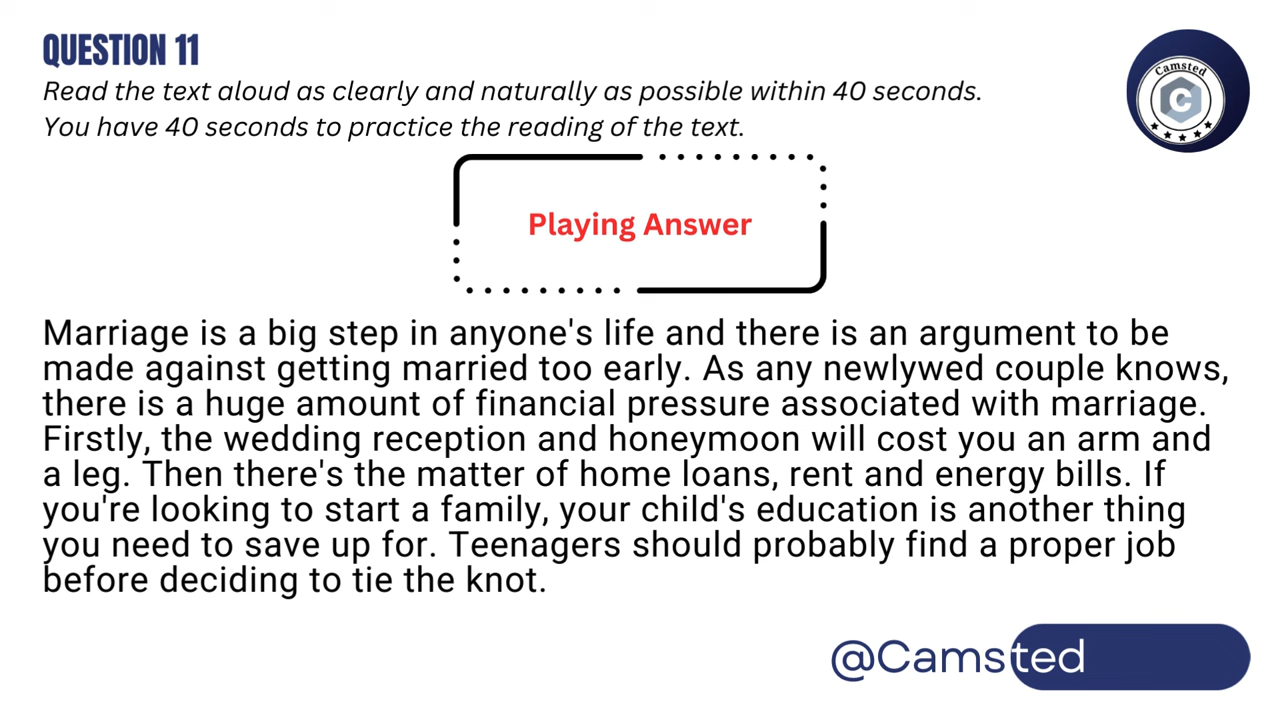 QUESTION 11
Read the text aloud as clearly and naturally as possible within 40 seconds.
You have 40 seconds to practice the reading of the text.
Camsted
C
Playing Answer
Marriage is a big step in anyone's life and there is an argument to be
made against getting married too early. As any newlywed couple knows,
there is a huge amount of financial pressure associated with marriage.
Firstly, the wedding reception and honeymoon will cost you an arm and
a leg. Then there's the matter of home loans, rent and energy bills. If
you're looking to start a family, your child's education is another thing
you need to save up for. Teenagers should probably find a proper job
before deciding to tie the knot.
@Camsted